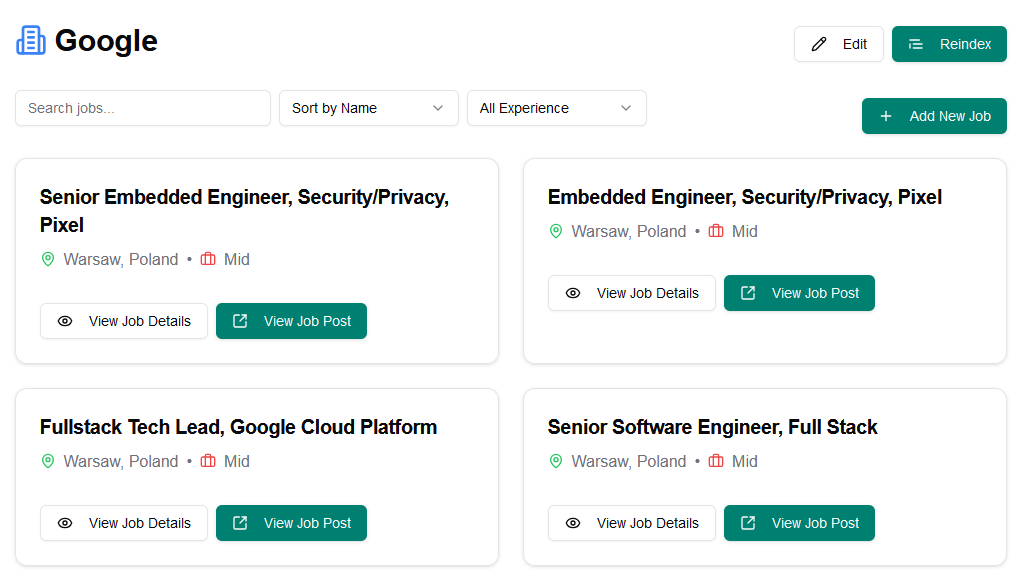 Google
Edit
Reindex
Search jobs...
Sort by Name
All Experience
Add New Job
Senior Embedded Engineer, Security/Privacy,
Pixel
Warsaw, Poland • Mid
View Job Details
View Job Post
Embedded Engineer, Security/Privacy, Pixel
Warsaw, Poland • Mid
View Job Details
View Job Post
Fullstack Tech Lead, Google Cloud Platform
Warsaw, Poland • Mid
View Job Details
View Job Post
Senior Software Engineer, Full Stack
Warsaw, Poland • Mid
View Job Details
View Job Post